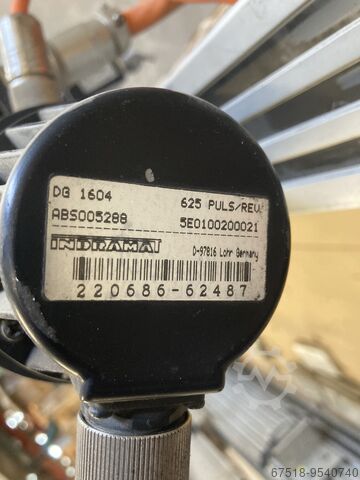 DG 1604 625 PULS/REV.
ABS005288 5E0100200021
INDRAMAT D-97816 Lohr Germany
220686-62487
67518-9540740